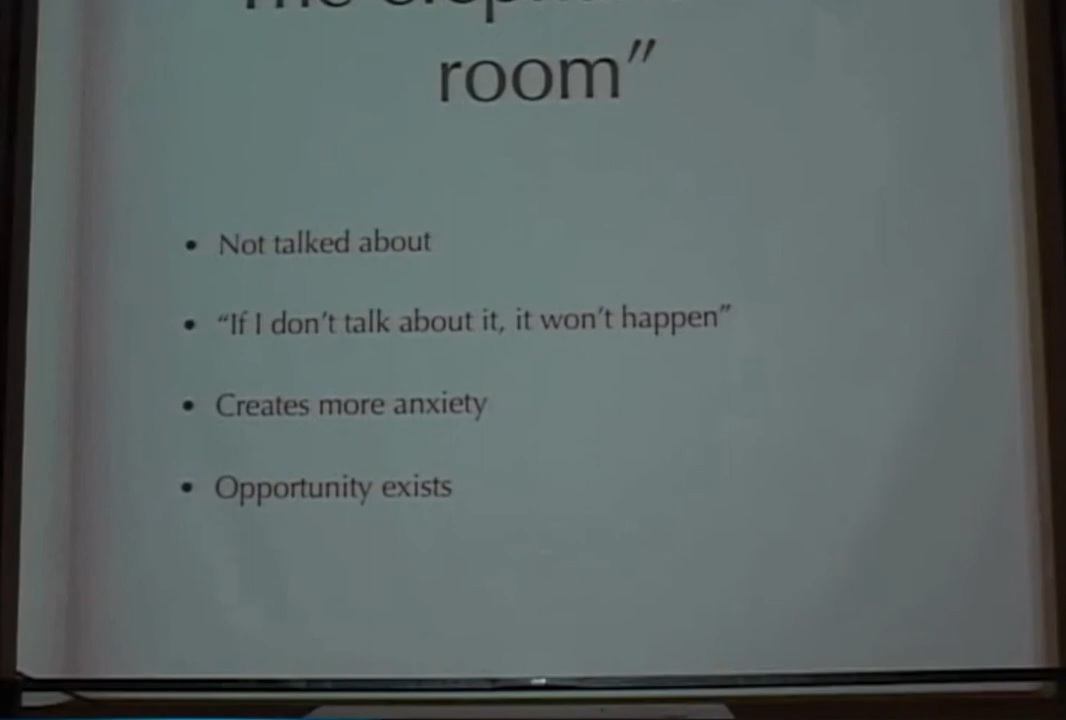 room”
• Not talked about
• “If I don’t talk about it, it won’t happen”
• Creates more anxiety
• Opportunity exists